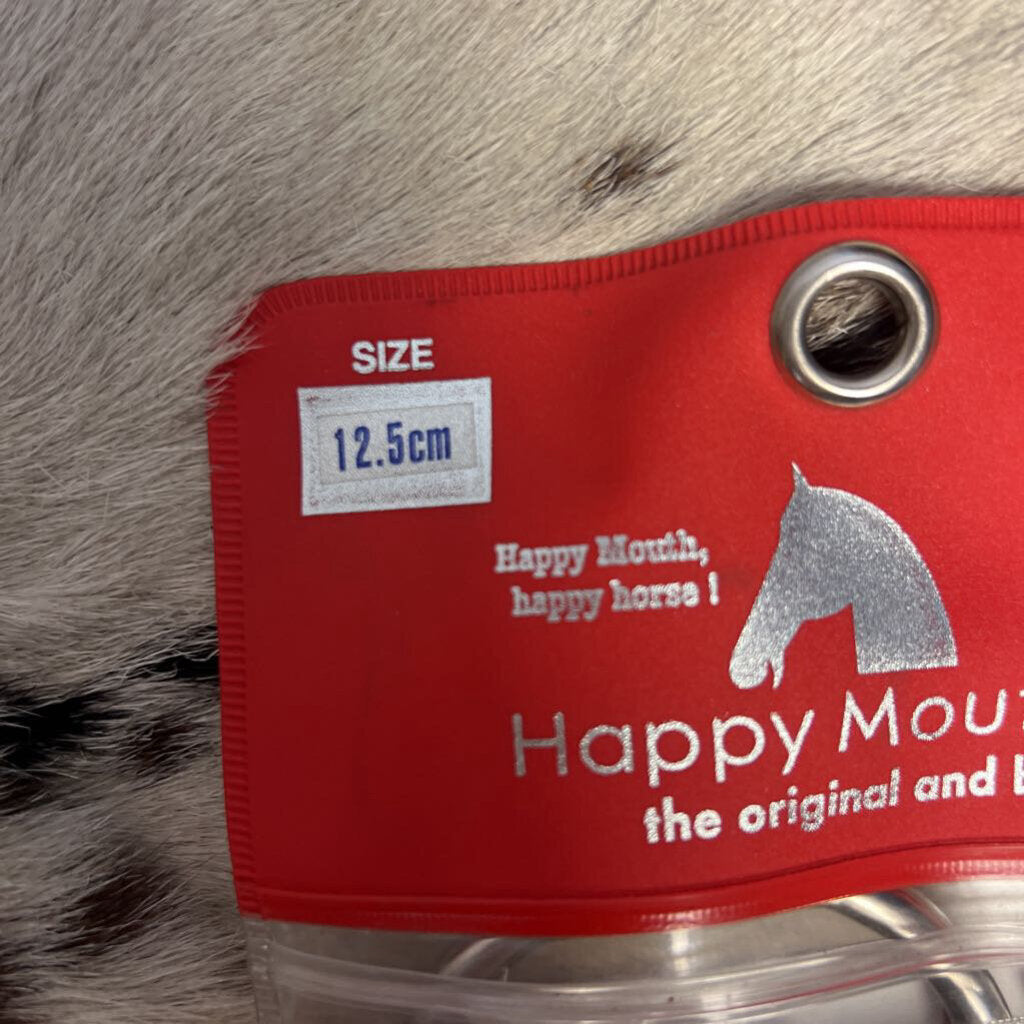 SIZE
12.5cm
Happy Mouth,
happy horse !
Happy Mou
the original and